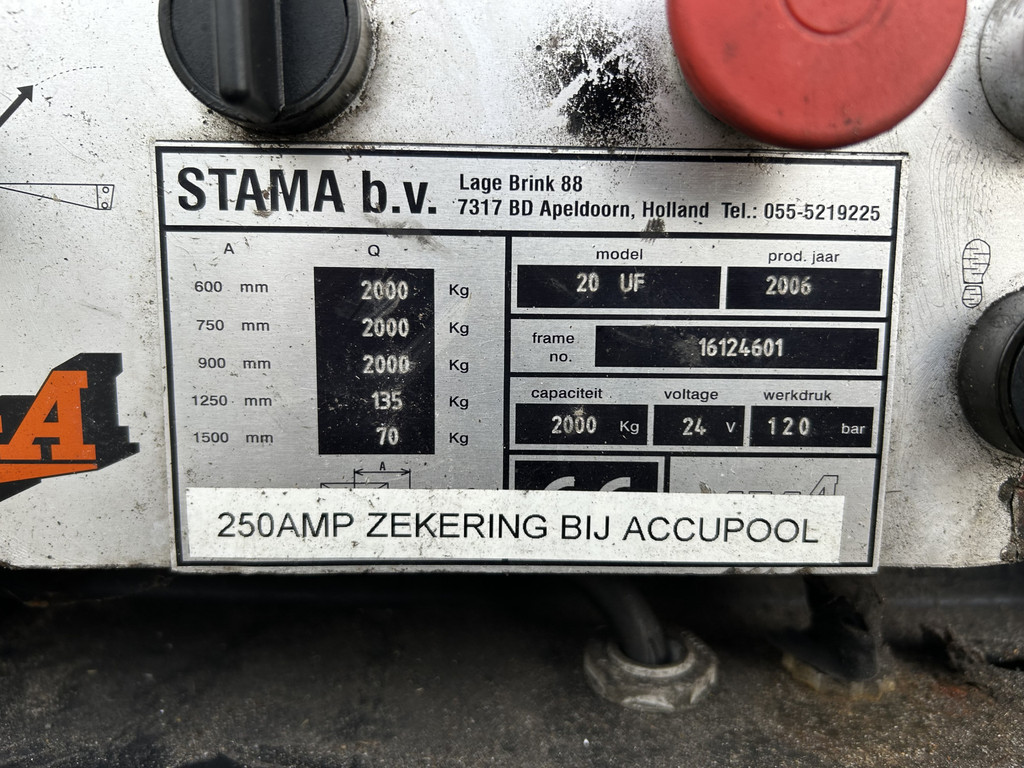 STAMA b.v.
Lage Brink 88
7317 BD Apeldoorn, Holland Tel.: 055-5219225
A Q
600 mm 2000 Kg
750 mm 2000 Kg
900 mm 2000 Kg
1250 mm 135 Kg
1500 mm 70 Kg
model prod. jaar
20 UF 2006
frame no. 16124601
capaciteit voltage werkdruk
2000 Kg 24 V 120 bar
A
250AMP ZEKERING BIJ ACCUPOOL
A